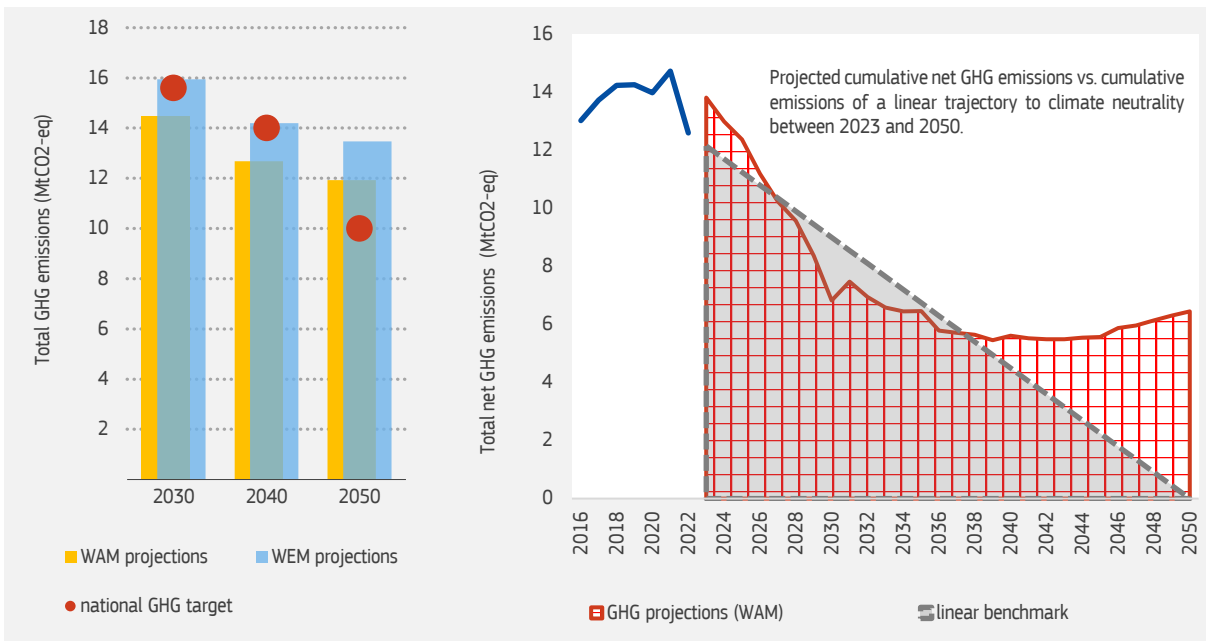 Total GHG emissions (MtCO2-eq)
18
16
14
12
10
8
6
4
2
2030 2040 2050
WAM projections WEM projections
national GHG target
Total net GHG emissions (MtCO2-eq)
16
14
12
10
8
6
4
2
0
Projected cumulative net GHG emissions vs. cumulative
emissions of a linear trajectory to climate neutrality
between 2023 and 2050.
2016 2018 2020 2022 2024 2026 2028 2030 2032 2034 2036 2038 2040 2042 2044 2046 2048 2050
GHG projections (WAM) linear benchmark